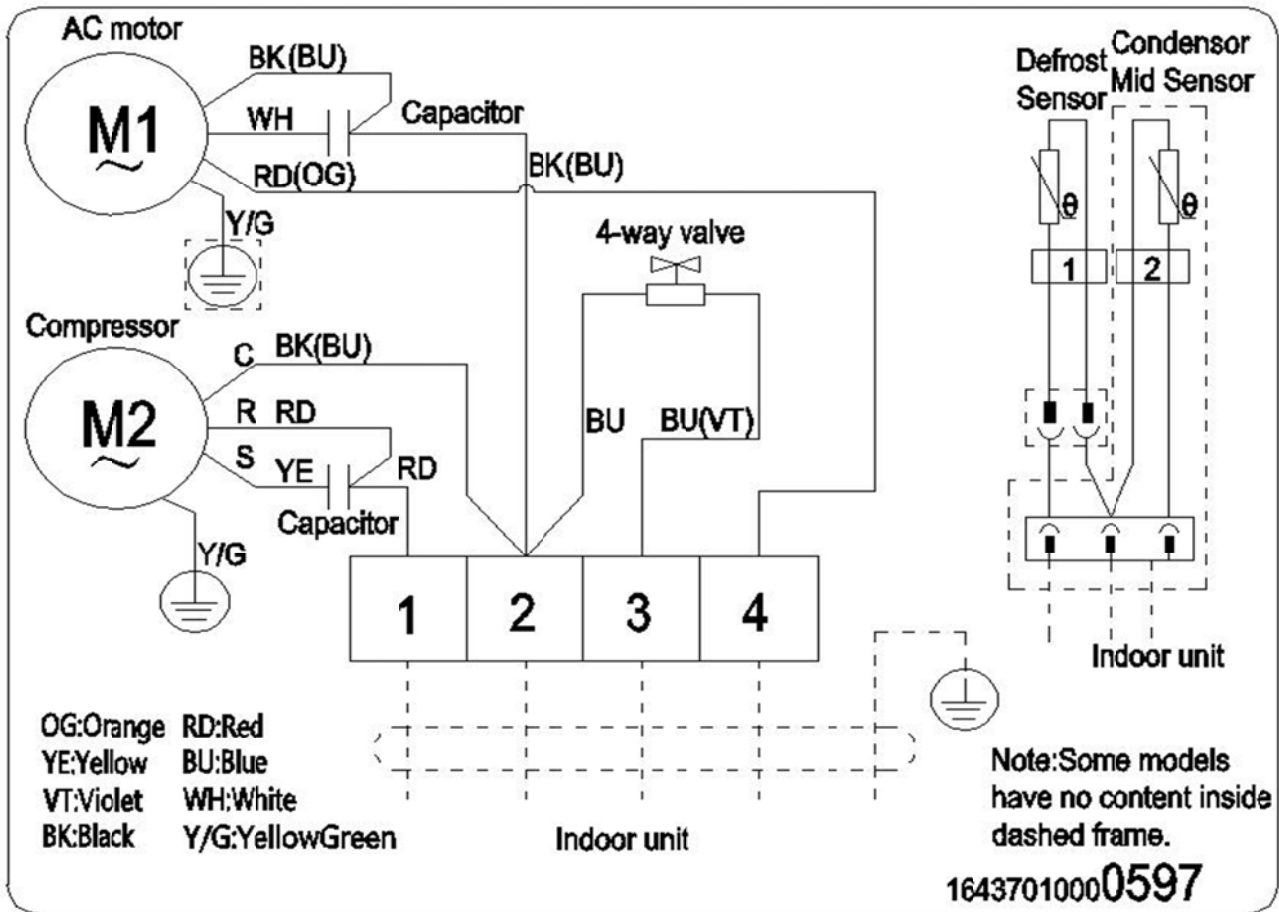 AC motor
M1
~
BK(BU)
WH
Capacitor
RD(OG)
BK(BU)
Y/G
4-way valve
BU
BU(VT)
Compressor
M2
~
C BK(BU)
R RD
S YE
RD
Capacitor
Y/G
1 2 3 4
Indoor unit
Defrost
Sensor
Condensor
Mid Sensor
θ
θ
1
2
Indoor unit
OG:Orange RD:Red
YE:Yellow BU:Blue
VT:Violet WH:White
BK:Black Y/G:YellowGreen
Note:Some models
have no content inside
dashed frame.
16437010000597